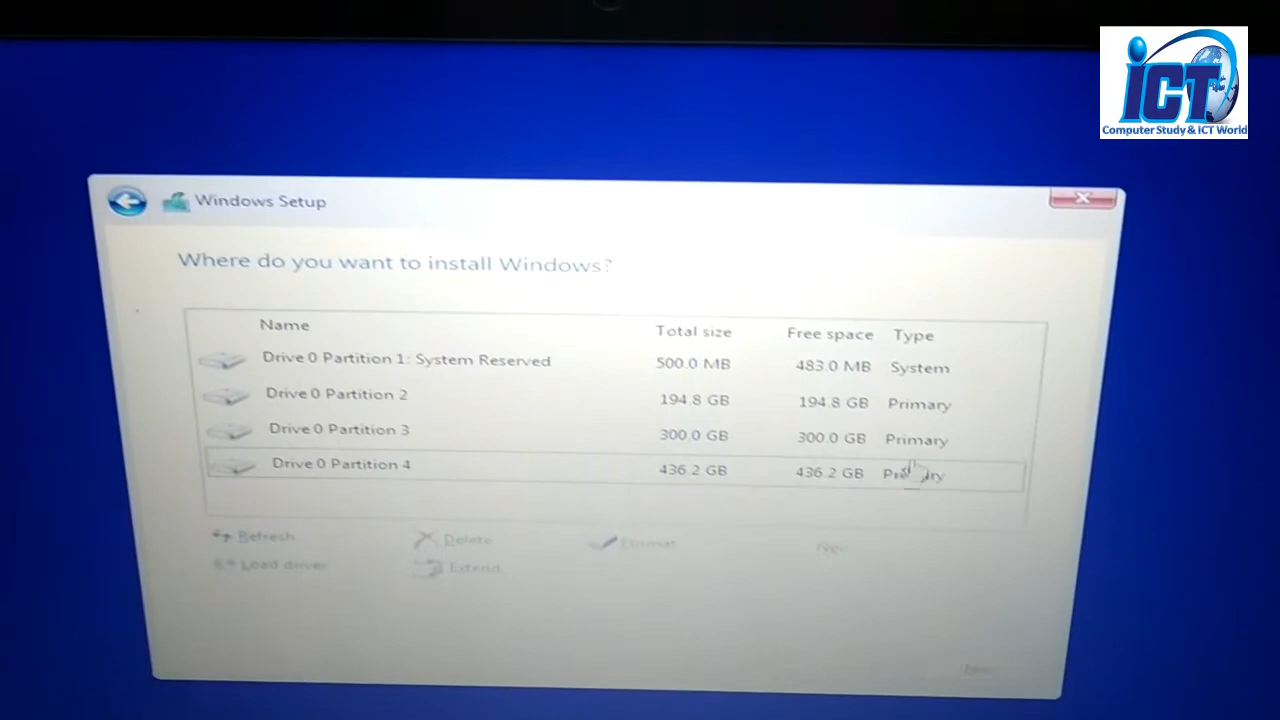 iCT
Computer Study & ICT World
Windows Setup
Where do you want to install Windows?
Name Total size Free space Type
Drive 0 Partition 1: System Reserved 500.0 MB 483.0 MB System
Drive 0 Partition 2 194.8 GB 194.8 GB Primary
Drive 0 Partition 3 300.0 GB 300.0 GB Primary
Drive 0 Partition 4 436.2 GB 436.2 GB Primary
Refresh Delete Format New
Load driver Extend
Next